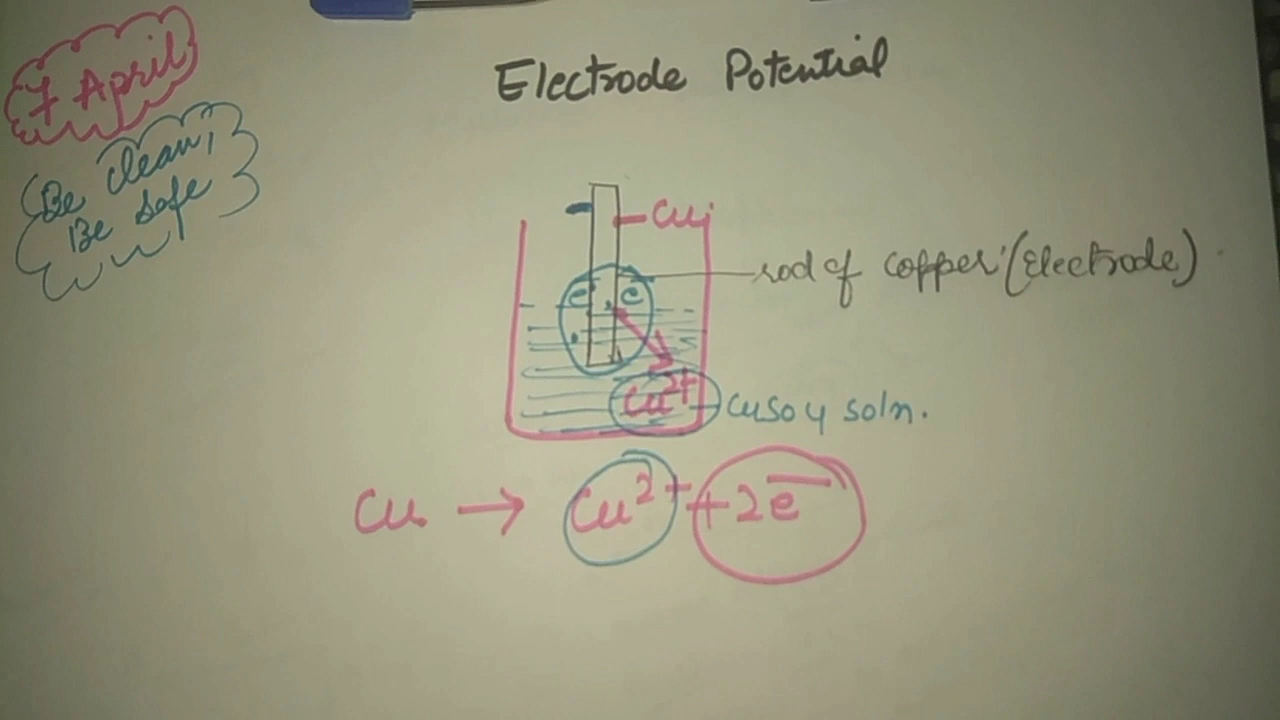 7 April
Be clean,
Be safe
Electrode Potential
Cu
rod of copper (Electrode)
e e
Cu2+
CuSO4 soln.
Cu → Cu2+ + 2e-